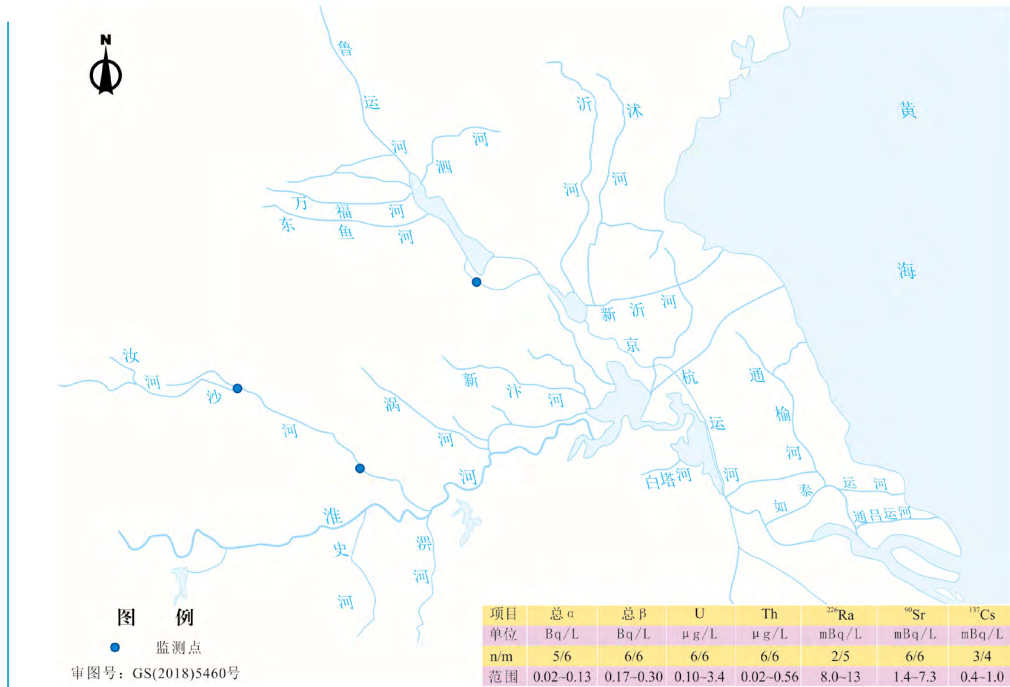 N
黄
海
鲁
运
河
泗
河
沂
河
沭
河
万
福
河
东
鱼
河
新
沂
河
京
杭
运
河
汝
河
沙
河
新
汴
河
涡
河
通
榆
河
白塔河
淮
河
史
河
淠
河
如
泰
运
河
通吕运河
图 例
监测点
审图号：GS(2018)5460号
项目 总α 总β U Th ²²⁶Ra ⁹⁰Sr ¹³⁷Cs
单位 Bq/L Bq/L μg/L μg/L mBq/L mBq/L mBq/L
n/m 5/6 6/6 6/6 6/6 2/5 6/6 3/4
范围 0.02~0.13 0.17~0.30 0.10~3.4 0.02~0.56 8.0~13 1.4~7.3 0.4~1.0